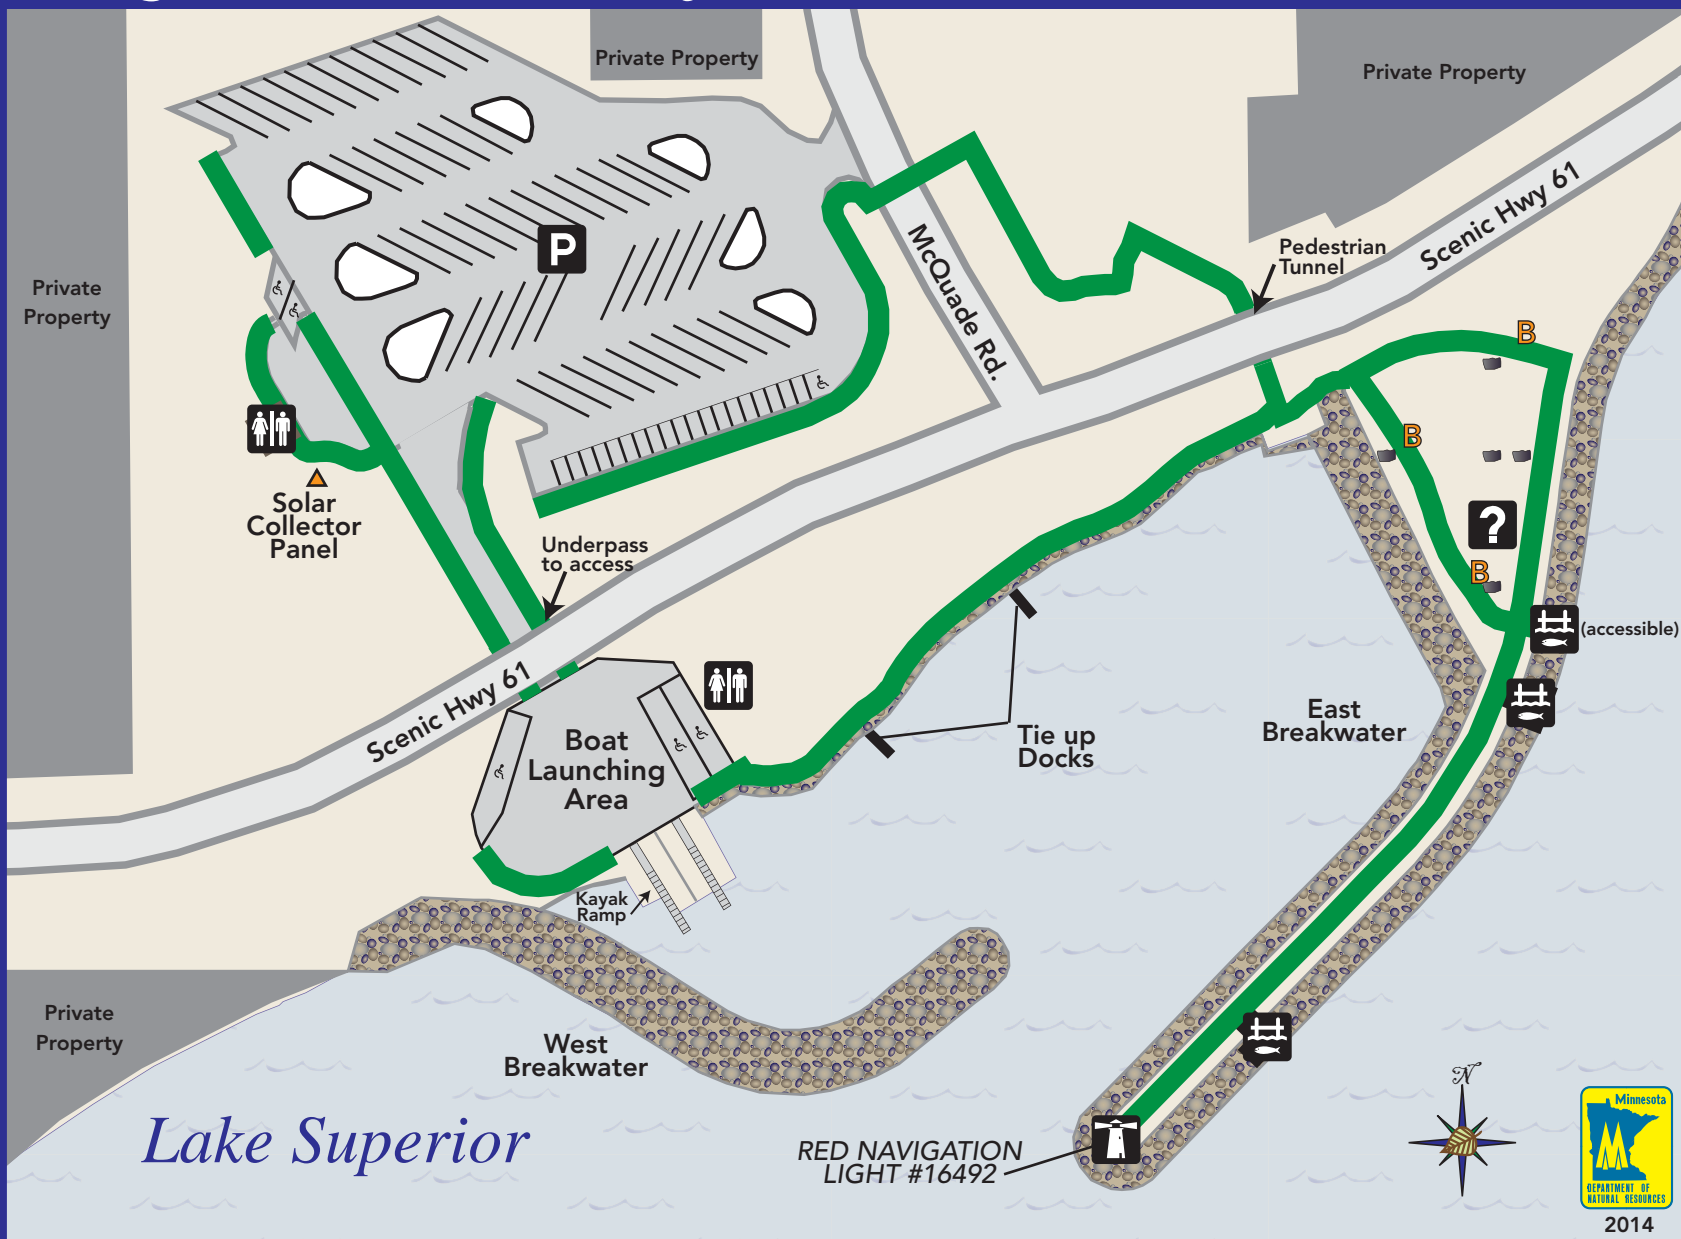 Private Property
Private Property
Private
Property
P
McQuade Rd.
Scenic Hwy 61
Pedestrian
Tunnel
B
B
B
?
Solar
Collector
Panel
Underpass
to access
(accessible)
Scenic Hwy 61
Boat
Launching
Area
Tie up
Docks
East
Breakwater
Kayak
Ramp
Private
Property
West
Breakwater
Lake Superior
RED NAVIGATION
LIGHT #16492
N
Minnesota
DEPARTMENT OF
NATURAL RESOURCES
2014